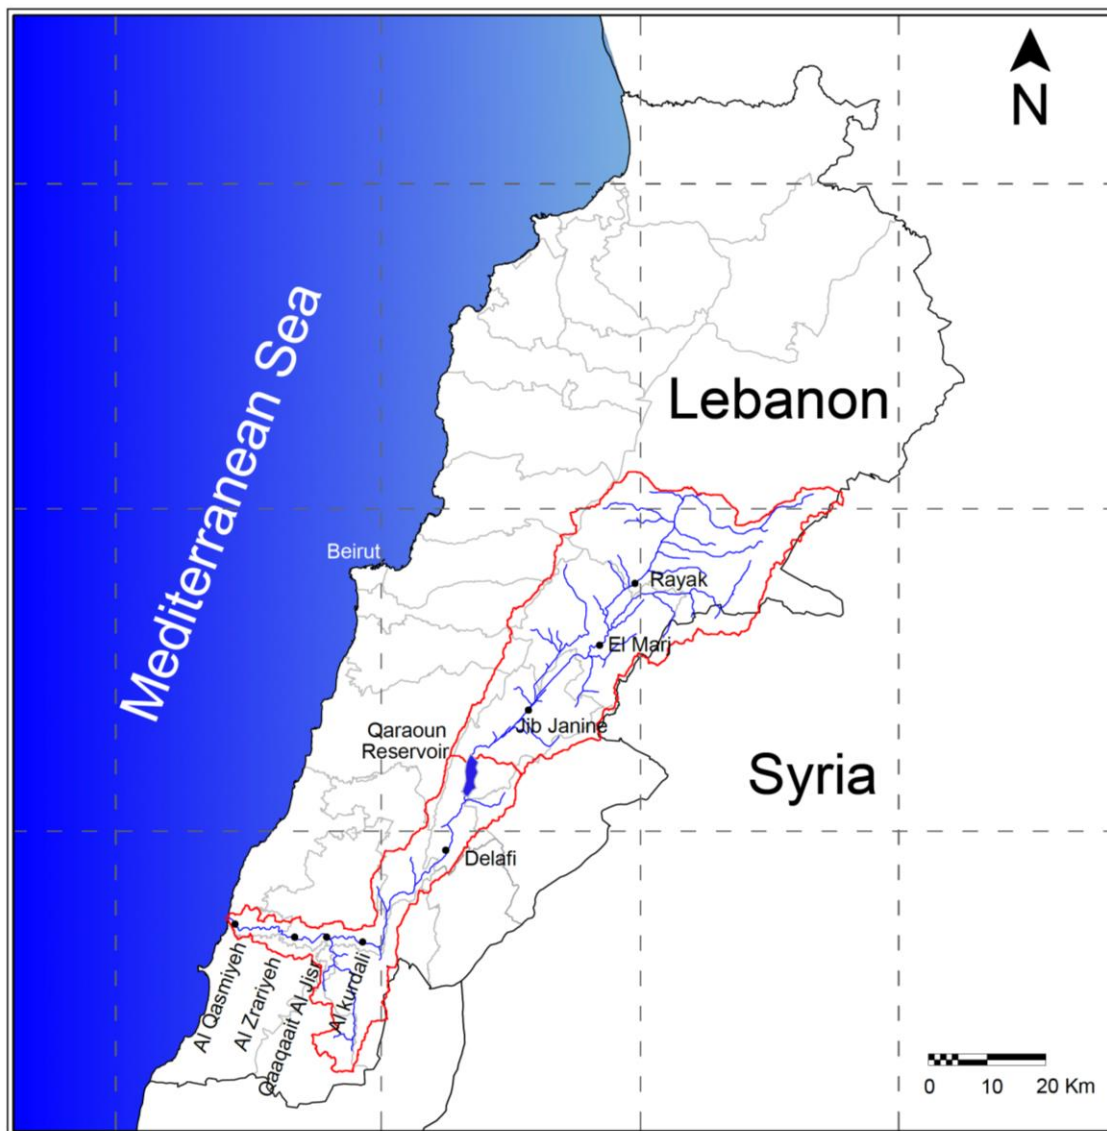 N
Mediterranean Sea
Lebanon
Beirut
Rayak
El Marj
Jib Janine
Qaraoun
Reservoir
Syria
Delafi
Al Qasmiyeh
Al Zrariyeh
Qaaqaait Al Jisr
Al kurdali
0 10 20 Km